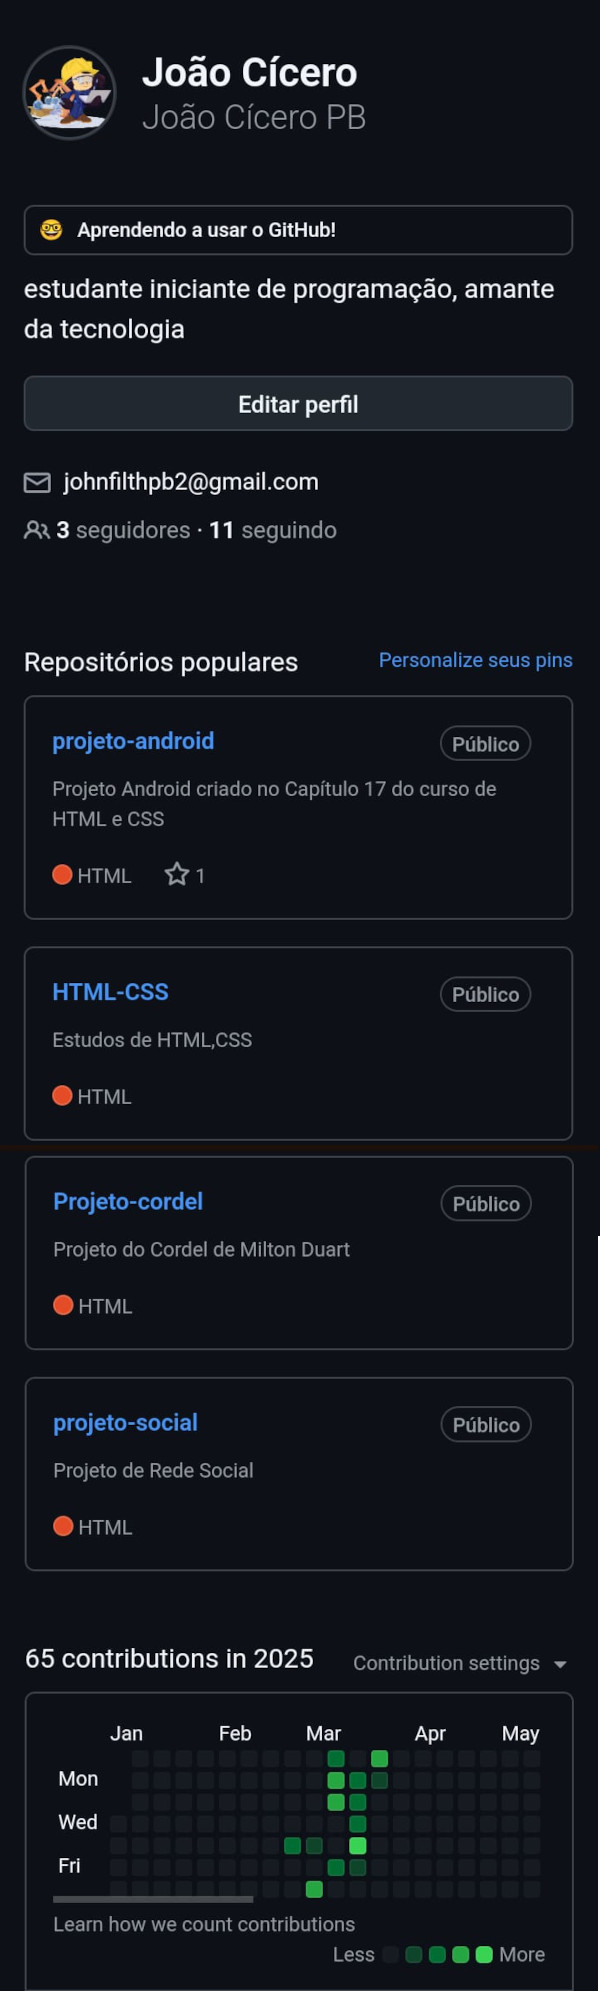 João Cícero
João Cícero PB
Aprendendo a usar o GitHub!
estudante iniciante de programação, amante
da tecnologia
Editar perfil
johnfilthpb2@gmail.com
3 seguidores · 11 seguindo
Repositórios populares
Personalize seus pins
projeto-android
Público
Projeto Android criado no Capítulo 17 do curso de
HTML e CSS
HTML 1
HTML-CSS
Público
Estudos de HTML,CSS
HTML
Projeto-cordel
Público
Projeto do Cordel de Milton Duart
HTML
projeto-social
Público
Projeto de Rede Social
HTML
65 contributions in 2025
Contribution settings
Jan Feb Mar Apr May
Mon
Wed
Fri
Learn how we count contributions
Less More